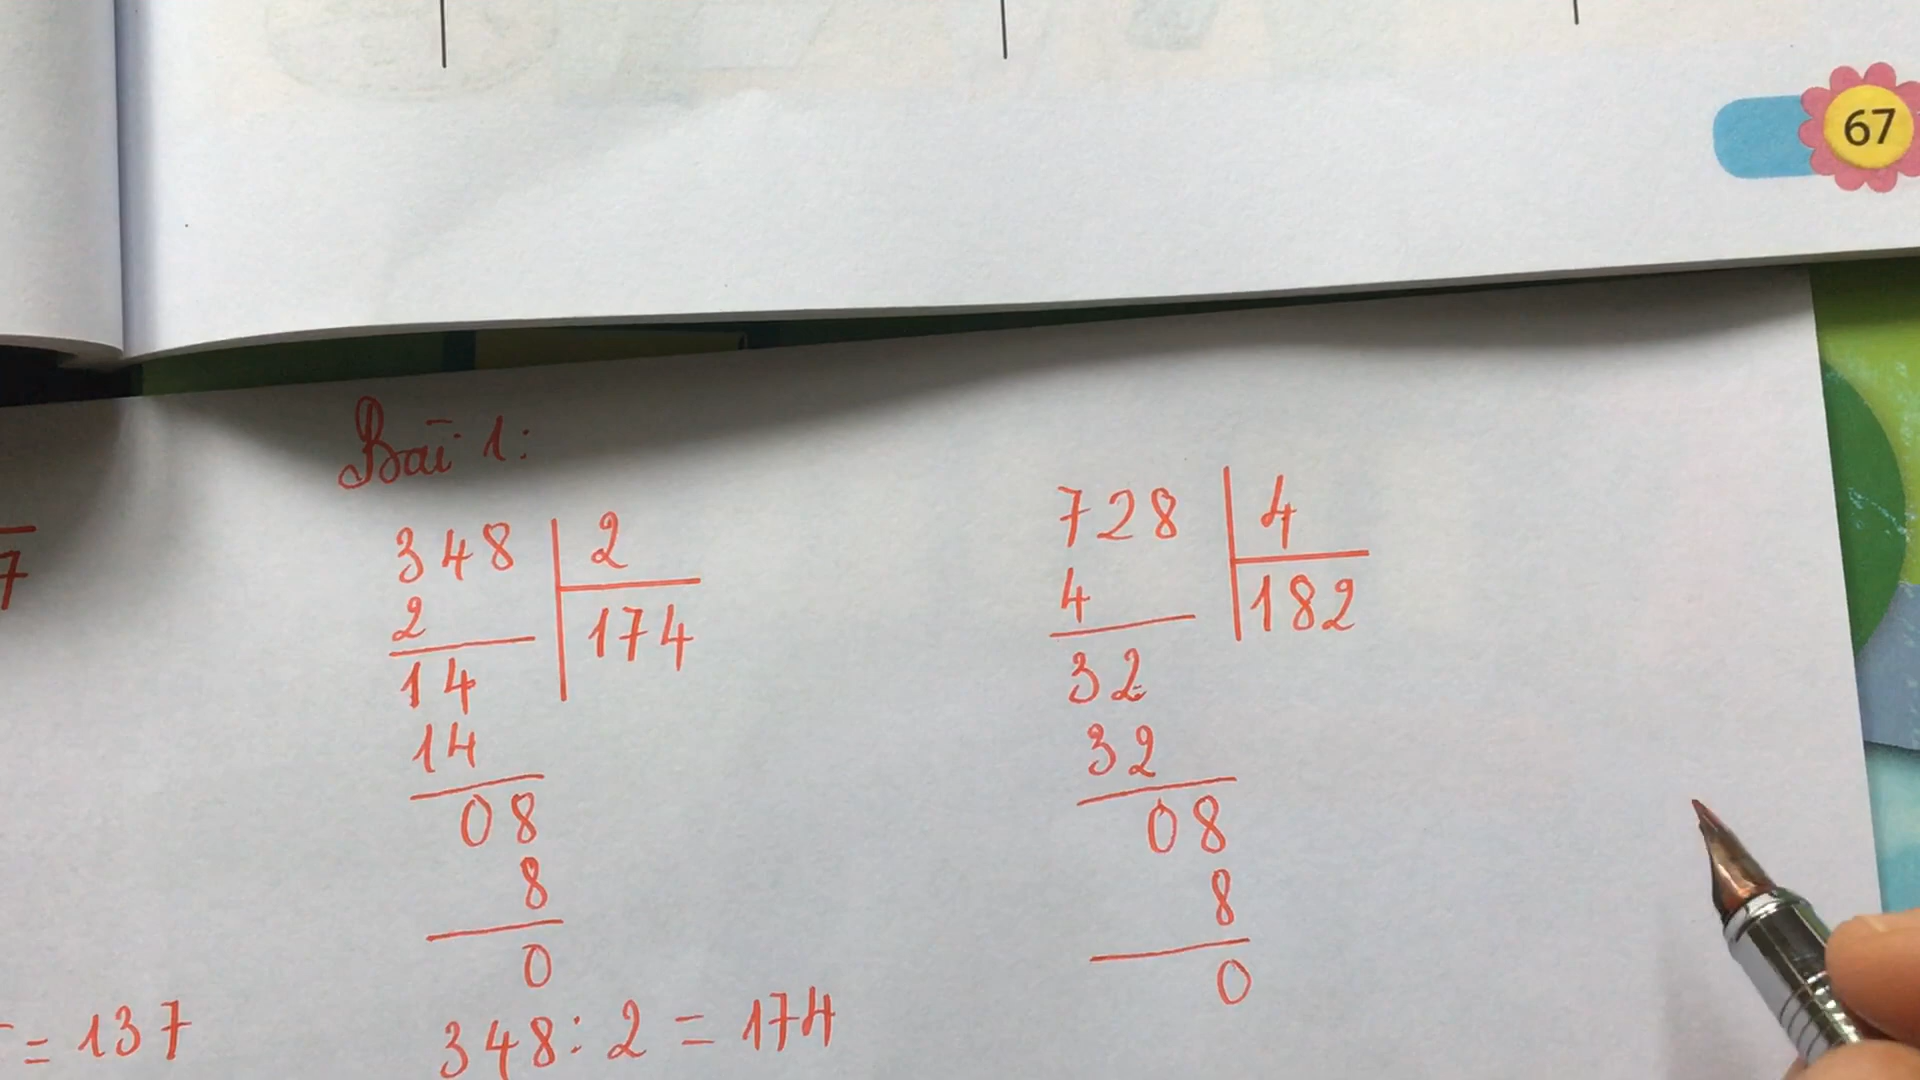 67
Bài 1:
7
348 | 2
2 | 174
14
14
08
8
0
348 : 2 = 174
728 | 4
4 | 182
32
32
08
8
0
= 137